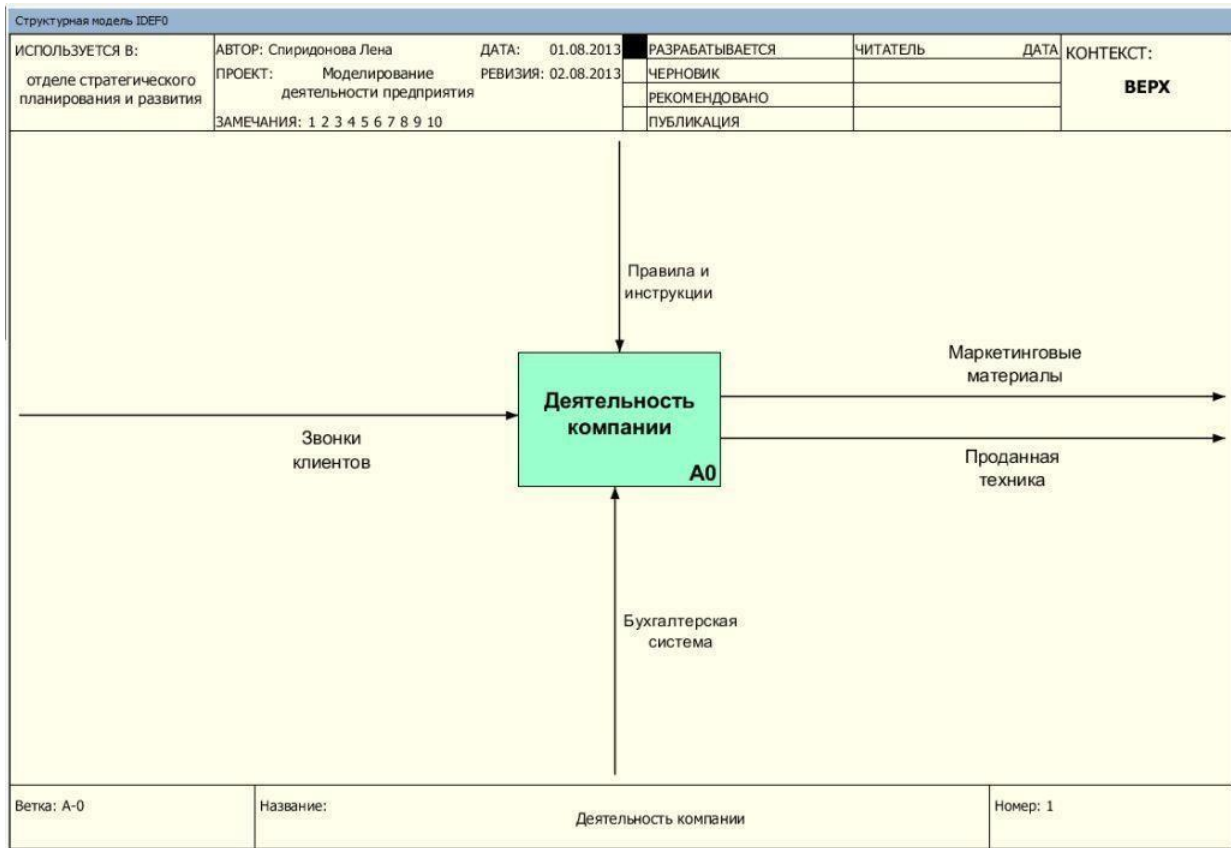 Структурная модель IDEF0
ИСПОЛЬЗУЕТСЯ В:
отделе стратегического
планирования и развития
АВТОР: Спиридонова Лена
ДАТА: 01.08.2013
ПРОЕКТ: Моделирование
деятельности предприятия
РЕВИЗИЯ: 02.08.2013
ЗАМЕЧАНИЯ: 1 2 3 4 5 6 7 8 9 10
РАЗРАБАТЫВАЕТСЯ
ЧЕРНОВИК
РЕКОМЕНДОВАНО
ПУБЛИКАЦИЯ
ЧИТАТЕЛЬ
ДАТА
КОНТЕКСТ:
ВЕРХ
Правила и
инструкции
Маркетинговые
материалы
Деятельность
компании
A0
Звонки
клиентов
Проданная
техника
Бухгалтерская
система
Ветка: A-0
Название:
Деятельность компании
Номер: 1